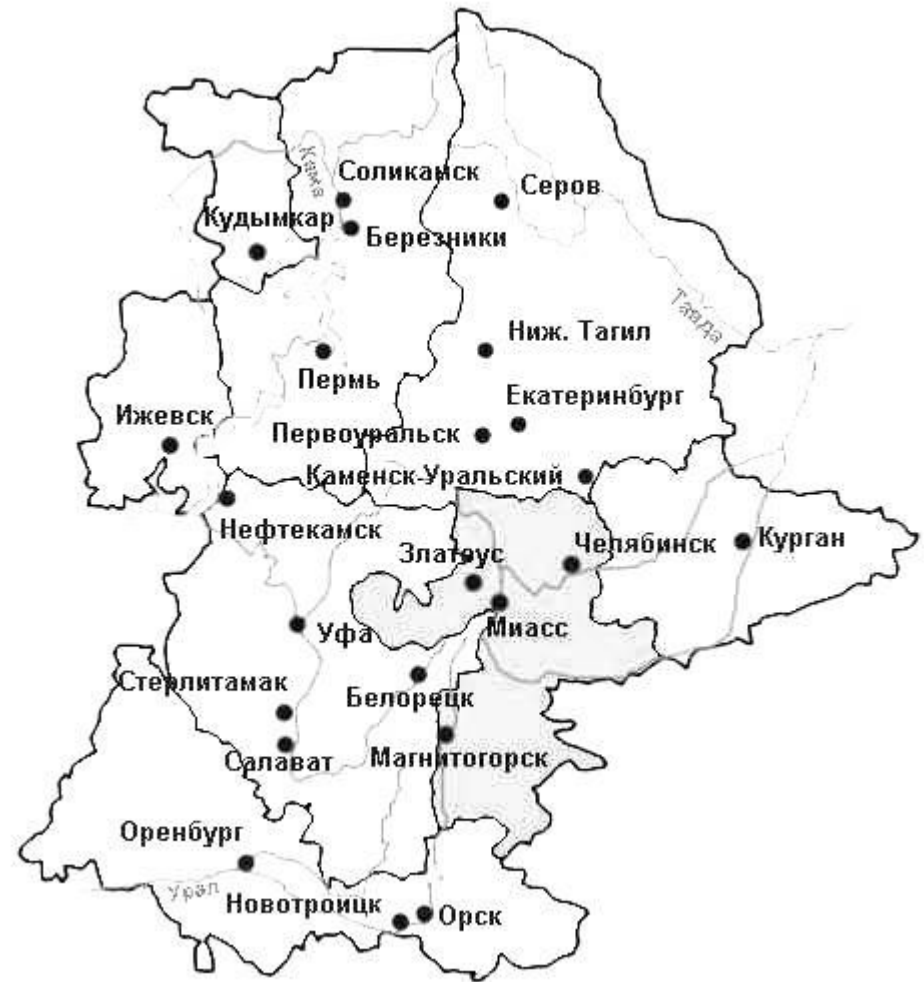 Кама
Соликамск
Серов
Кудымкар
Березники
Тавда
Ниж. Тагил
Пермь
Екатеринбург
Ижевск
Первоуральск
Каменск-Уральский
Нефтекамск
Златоус
Челябинск
Курган
Миасс
Уфа
Стерлитамак
Белорецк
Салават
Магнитогорск
Оренбург
Урал
Новотроицк
Орск